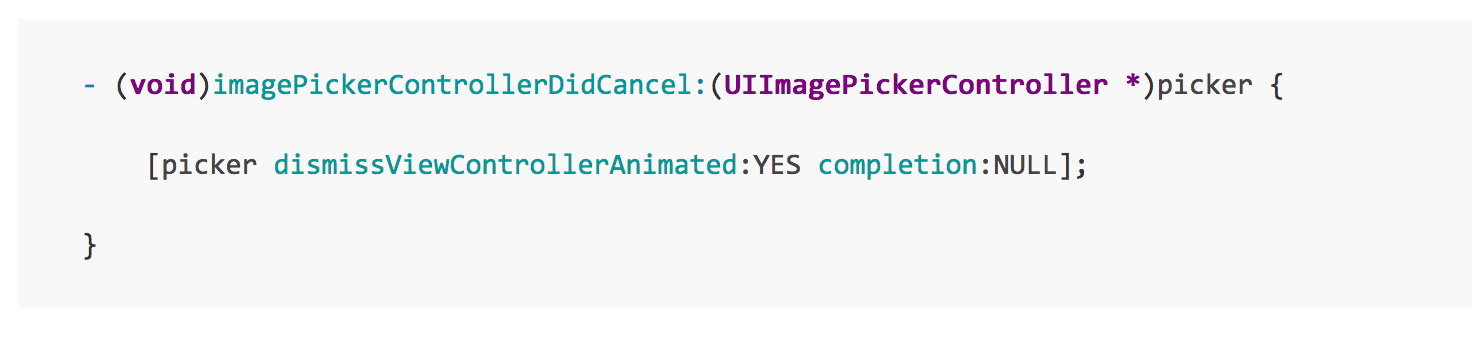 - (void)imagePickerControllerDidCancel:(UIImagePickerController *)picker {
[picker dismissViewControllerAnimated:YES completion:NULL];
}